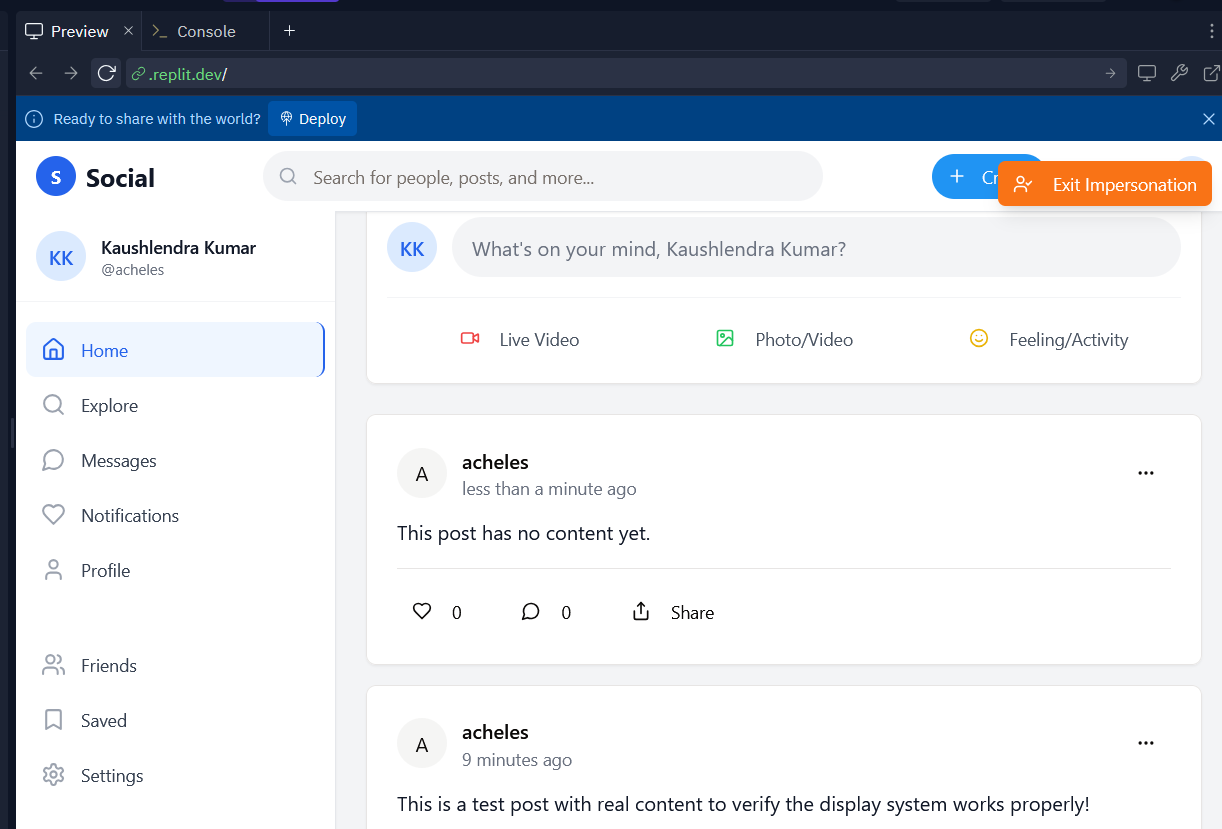 Preview
Console
.replit.dev/
Ready to share with the world? Deploy
S Social
Search for people, posts, and more...
Exit Impersonation
KK
Kaushlendra Kumar
@acheles
Home
Explore
Messages
Notifications
Profile
Friends
Saved
Settings
KK
What's on your mind, Kaushlendra Kumar?
Live Video Photo/Video Feeling/Activity
A
acheles
less than a minute ago
This post has no content yet.
0 0 Share
A
acheles
9 minutes ago
This is a test post with real content to verify the display system works properly!